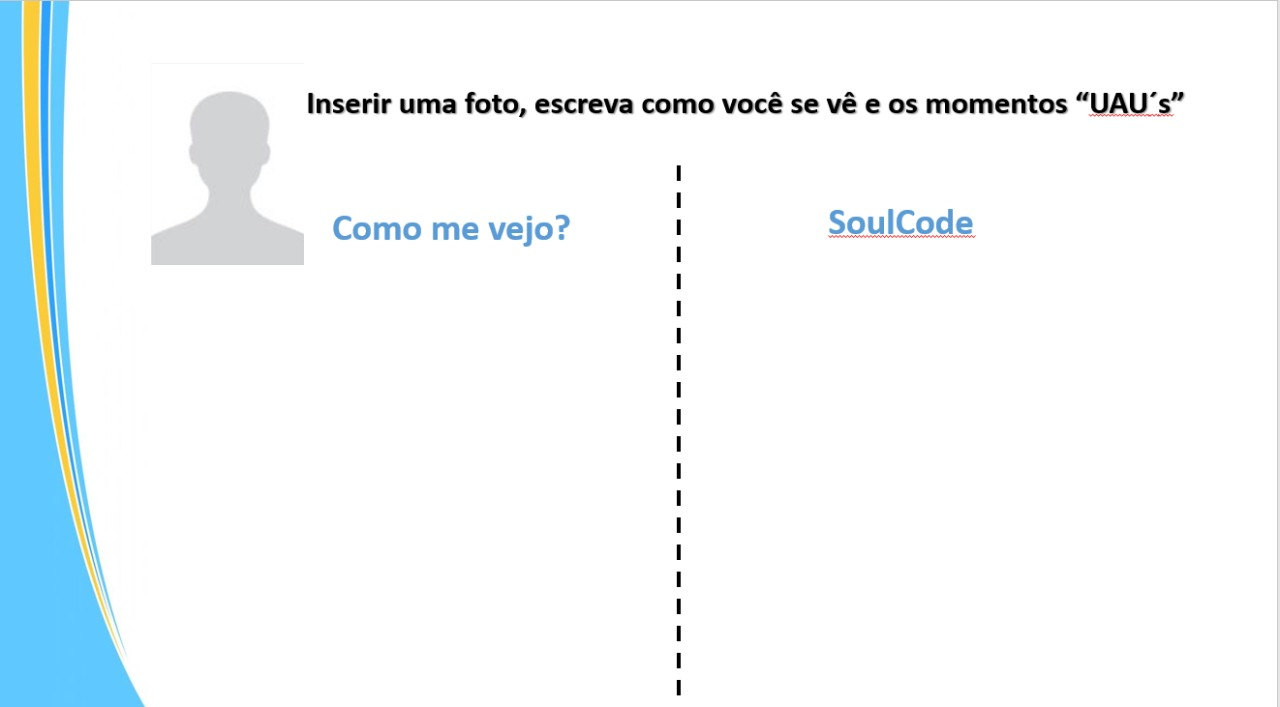 Inserir uma foto, escreva como você se vê e os momentos “UAU´s”
Como me vejo?
SoulCode